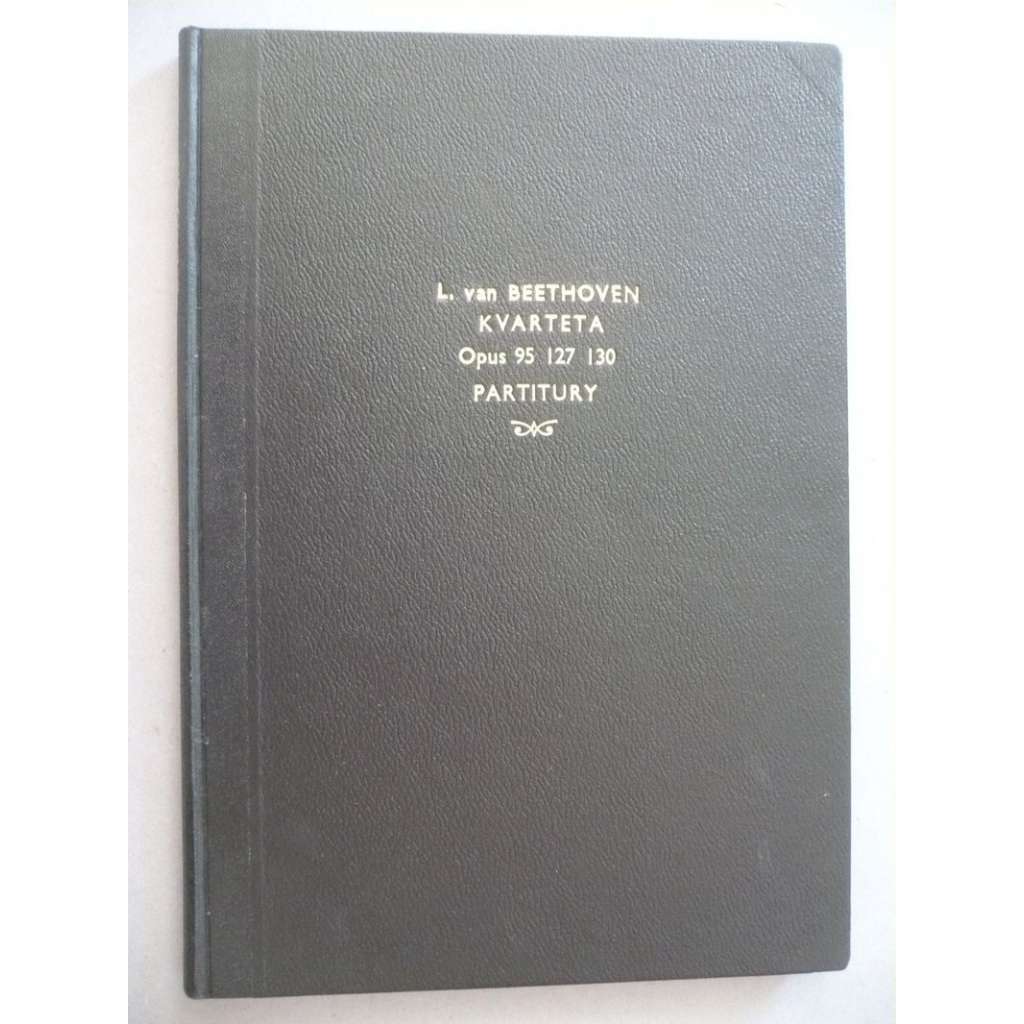 L. van BEETHOVEN
KVARTETA
Opus 95 127 130
PARTITURY